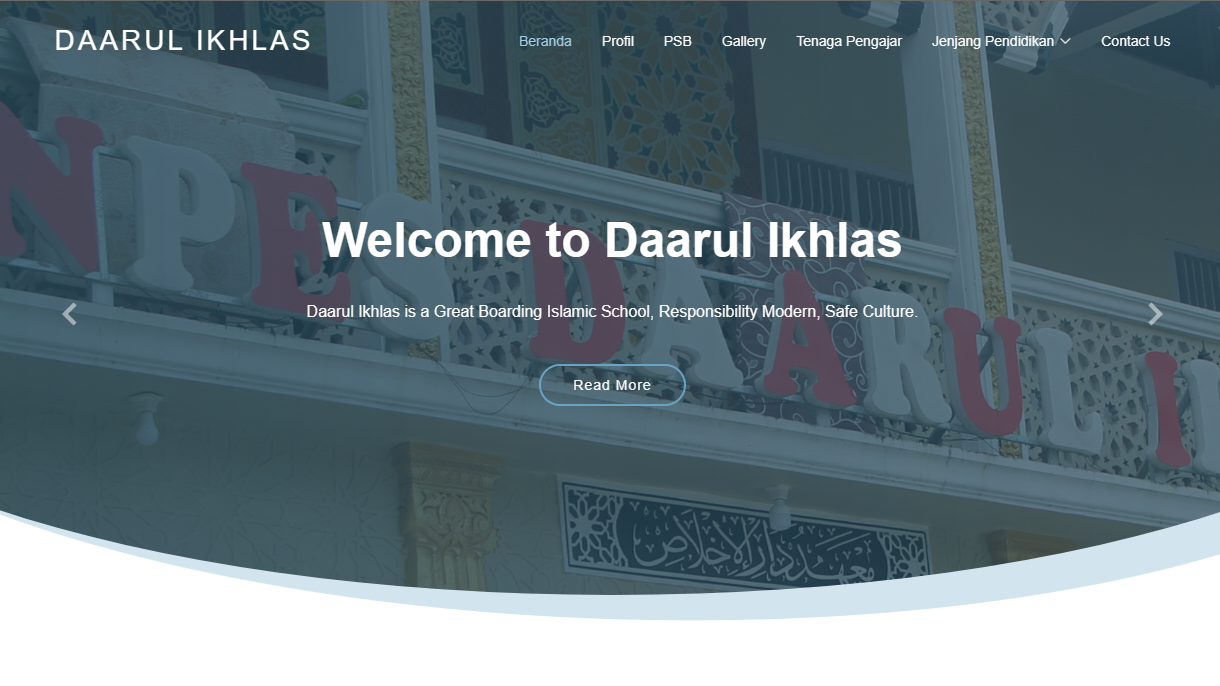 DAARUL IKHLAS
Beranda Profil PSB Gallery Tenaga Pengajar Jenjang Pendidikan Contact Us
NPES DAARUL I
Welcome to Daarul Ikhlas
Daarul Ikhlas is a Great Boarding Islamic School, Responsibility Modern, Safe Culture.
Read More
معهد دار الإخلاص